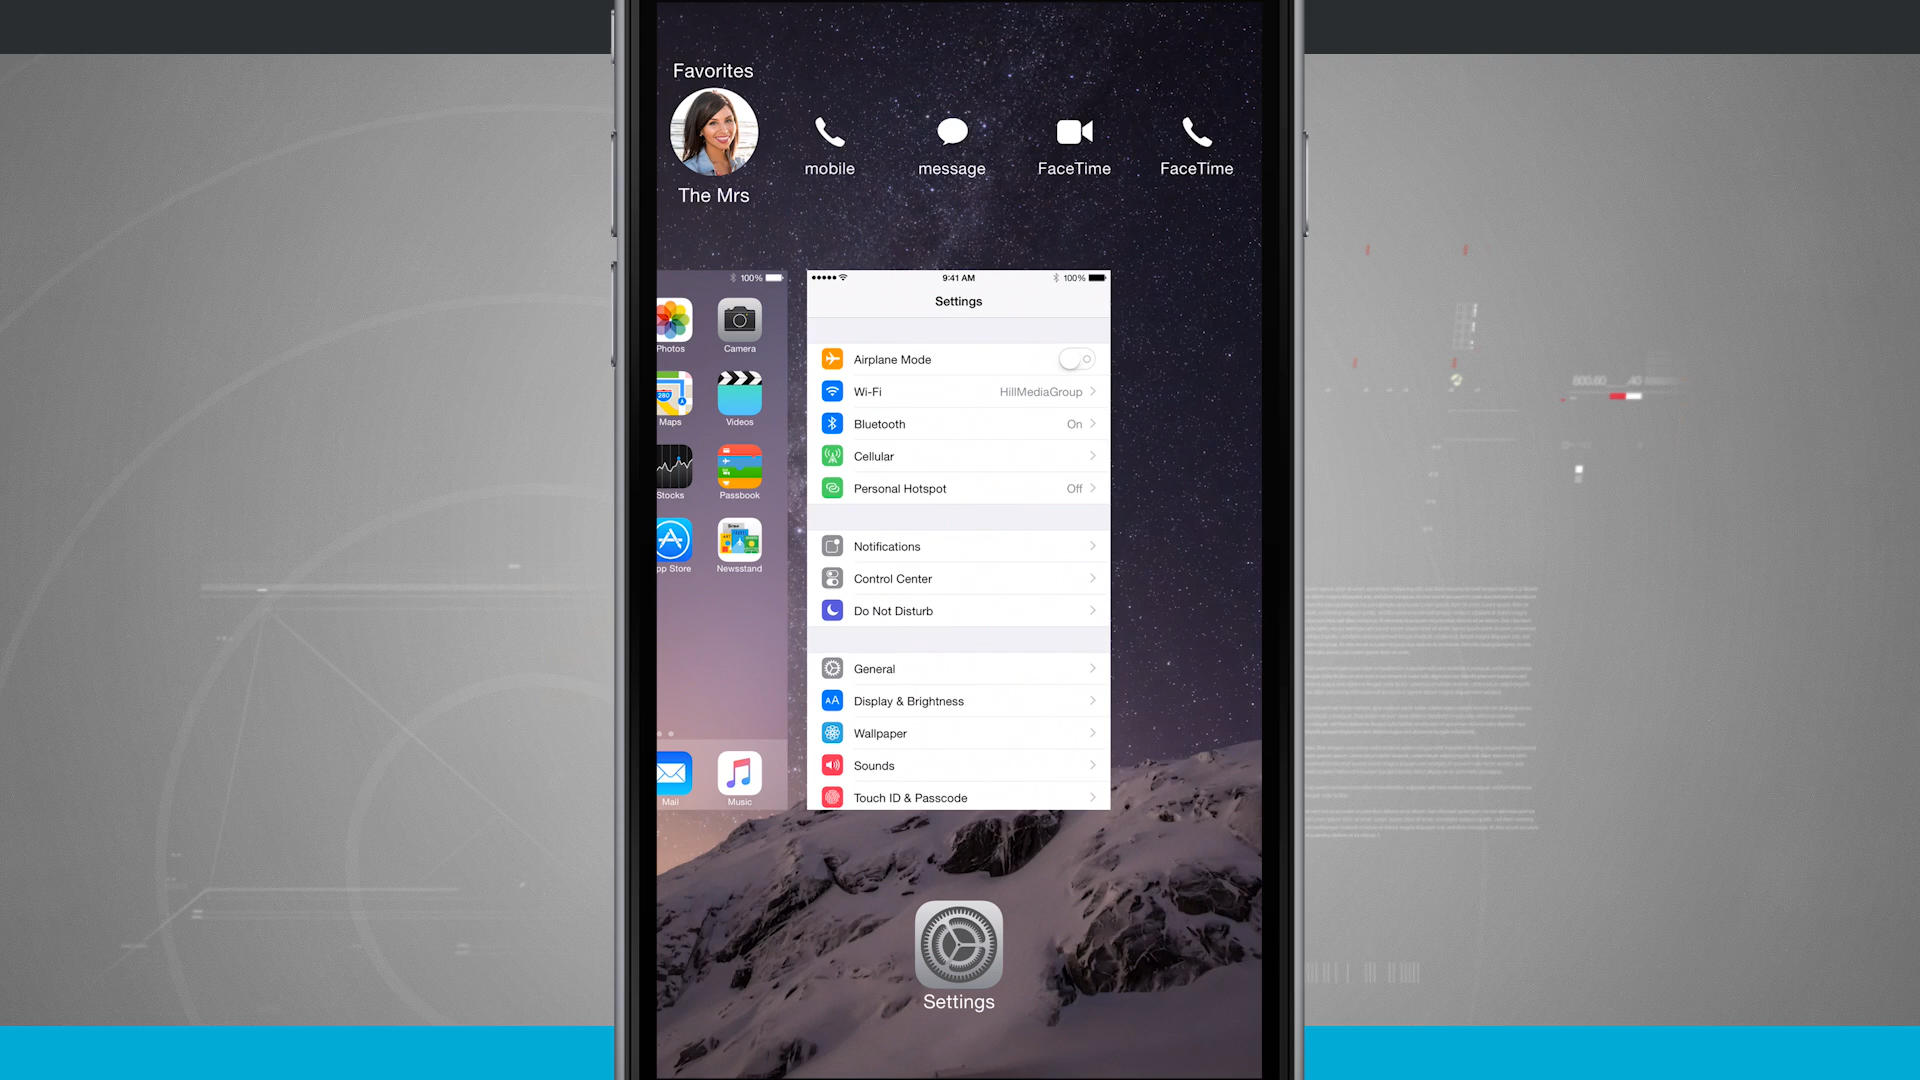 Favorites
mobile
message
FaceTime
FaceTime
The Mrs
100%
Photos
Camera
280
Maps
Videos
Stocks
Passbook
pp Store
Newsstand
Mail
Music
9:41 AM
100%
Settings
Airplane Mode
Wi-Fi
HillMediaGroup
Bluetooth
On
Cellular
Personal Hotspot
Off
Notifications
Control Center
Do Not Disturb
General
AA
Display & Brightness
Wallpaper
Sounds
Touch ID & Passcode
Settings